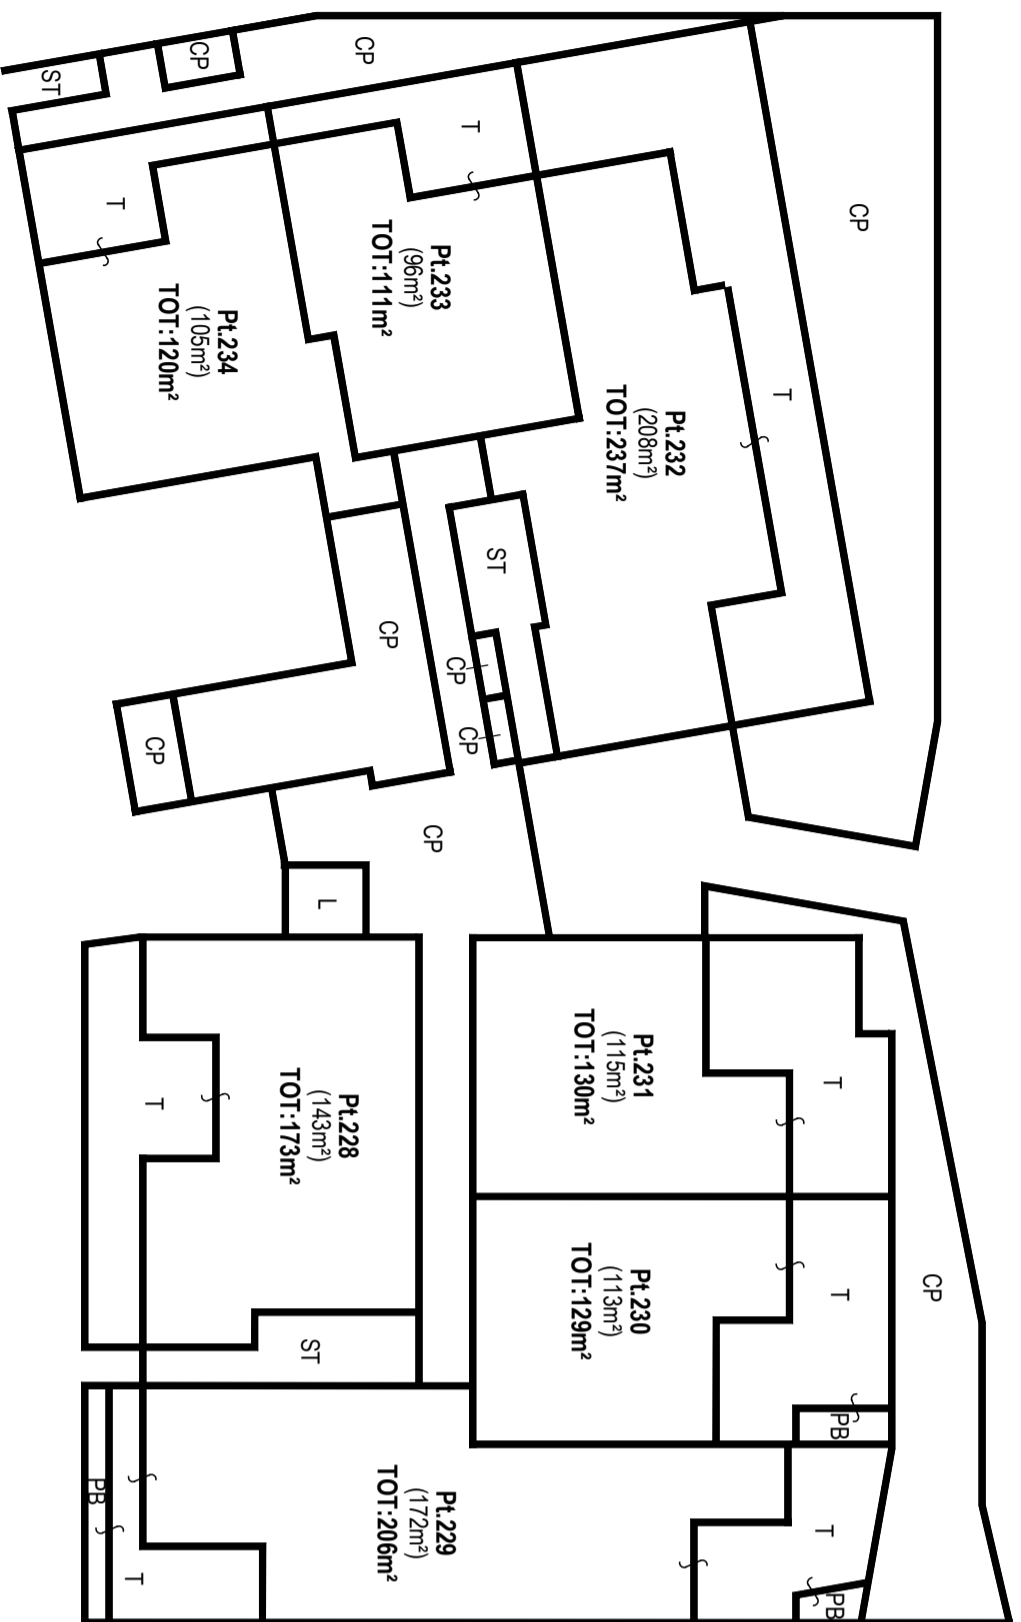 CP
CP
ST
T
CP
T
T
Pt.233
(96m²)
TOT:111m²
Pt.234
(105m²)
TOT:120m²
T
Pt.232
(208m²)
TOT:237m²
ST
CP
CP
CP
CP
CP
L
Pt.231
(115m²)
TOT:130m²
T
Pt.228
(143m²)
TOT:173m²
T
CP
Pt.230
(113m²)
TOT:129m²
T
ST
PB
Pt.229
(172m²)
TOT:206m²
PB
T
T
PB